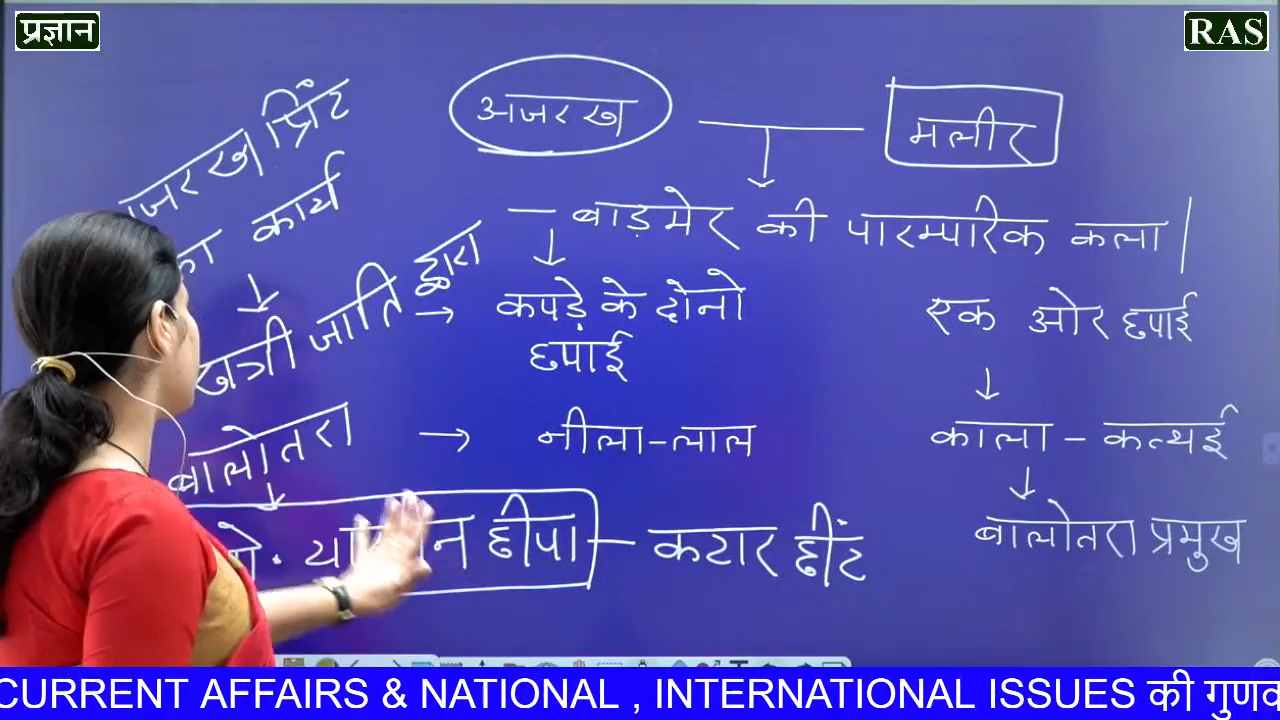 प्रज्ञान
RAS
अजरख
मलीर
जरख प्रिंट
का कार्य
खत्री जाति द्वारा
बालोतरा
छीपा – कटार छींट
– बाड़मेर की पारम्परिक कला |
→ कपड़े के दोनो
छपाई
→ नीला-लाल
एक ओर छपाई
काला – कत्थई
बालोतरा प्रमुख
CURRENT AFFAIRS & NATIONAL , INTERNATIONAL ISSUES की